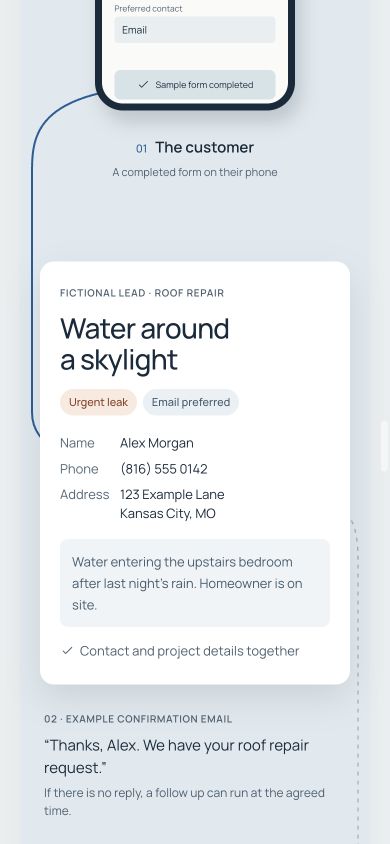 Preferred contact
Email
Sample form completed
01 The customer
A completed form on their phone
FICTIONAL LEAD · ROOF REPAIR
Water around
a skylight
Urgent leak Email preferred
Name Alex Morgan
Phone (816) 555 0142
Address 123 Example Lane
Kansas City, MO
Water entering the upstairs bedroom
after last night's rain. Homeowner is on
site.
Contact and project details together
02 · EXAMPLE CONFIRMATION EMAIL
“Thanks, Alex. We have your roof repair
request.”
If there is no reply, a follow up can run at the agreed
time.